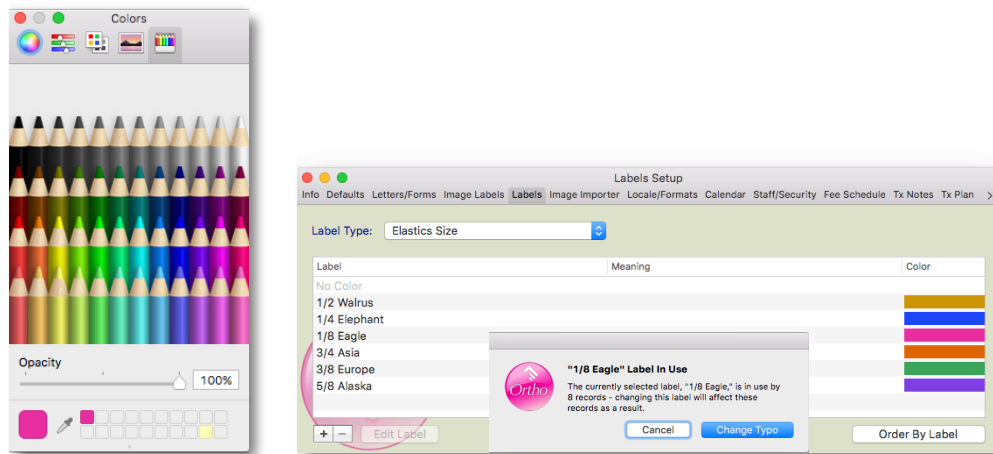 Colors
Opacity
100%
Labels Setup
Info Defaults Letters/Forms Image Labels Labels Image Importer Locale/Formats Calendar Staff/Security Fee Schedule Tx Notes Tx Plan >
Label Type: Elastics Size
Label Meaning Color
No Color
1/2 Walrus
1/4 Elephant
1/8 Eagle
3/4 Asia
3/8 Europe
5/8 Alaska
Ortho
"1/8 Eagle" Label In Use
The currently selected label, "1/8 Eagle," is in use by
8 records - changing this label will affect these
records as a result.
Cancel Change Typo
+ − Edit Label Order By Label